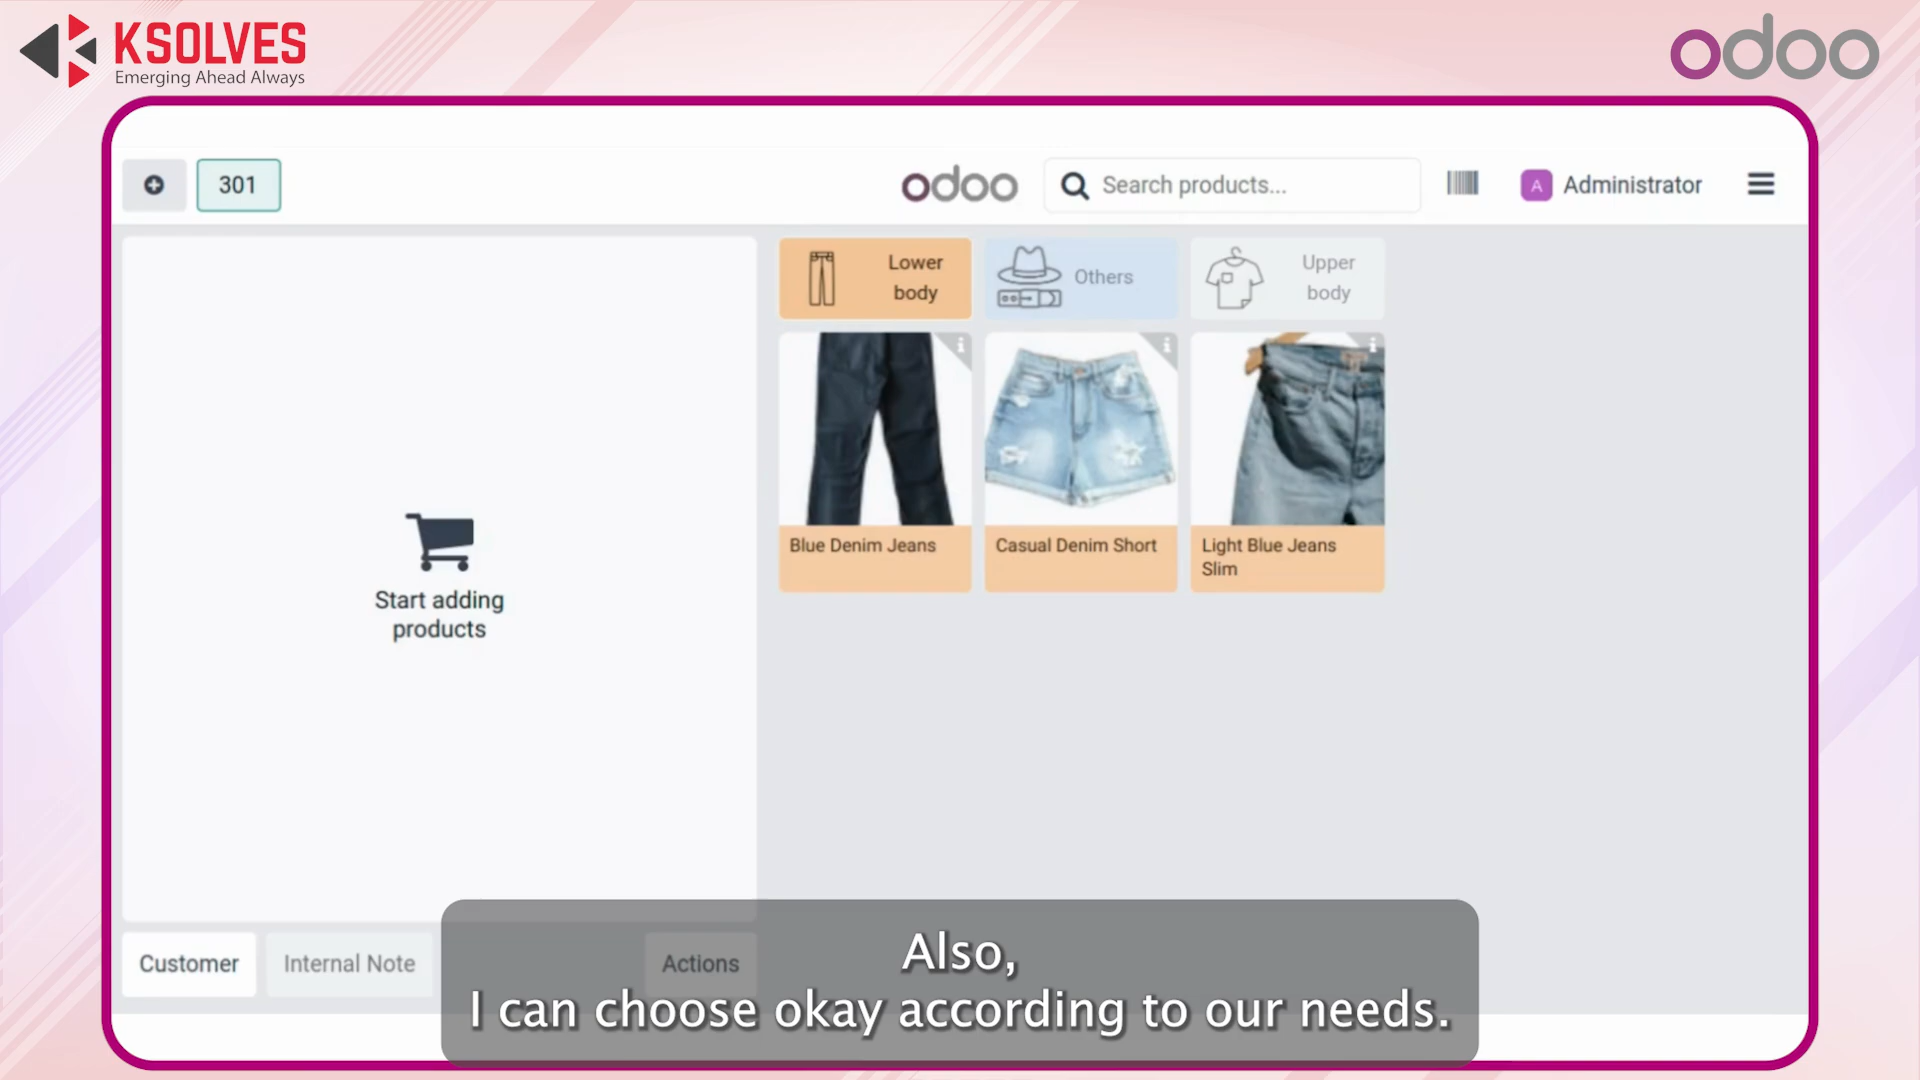 KSOLVES
Emerging Ahead Always
odoo
301
odoo
Search products...
A
Administrator
Lower
body
Others
Upper
body
Blue Denim Jeans
Casual Denim Short
Light Blue Jeans
Slim
Start adding
products
Customer
Internal Note
Actions
Also,
I can choose okay according to our needs.